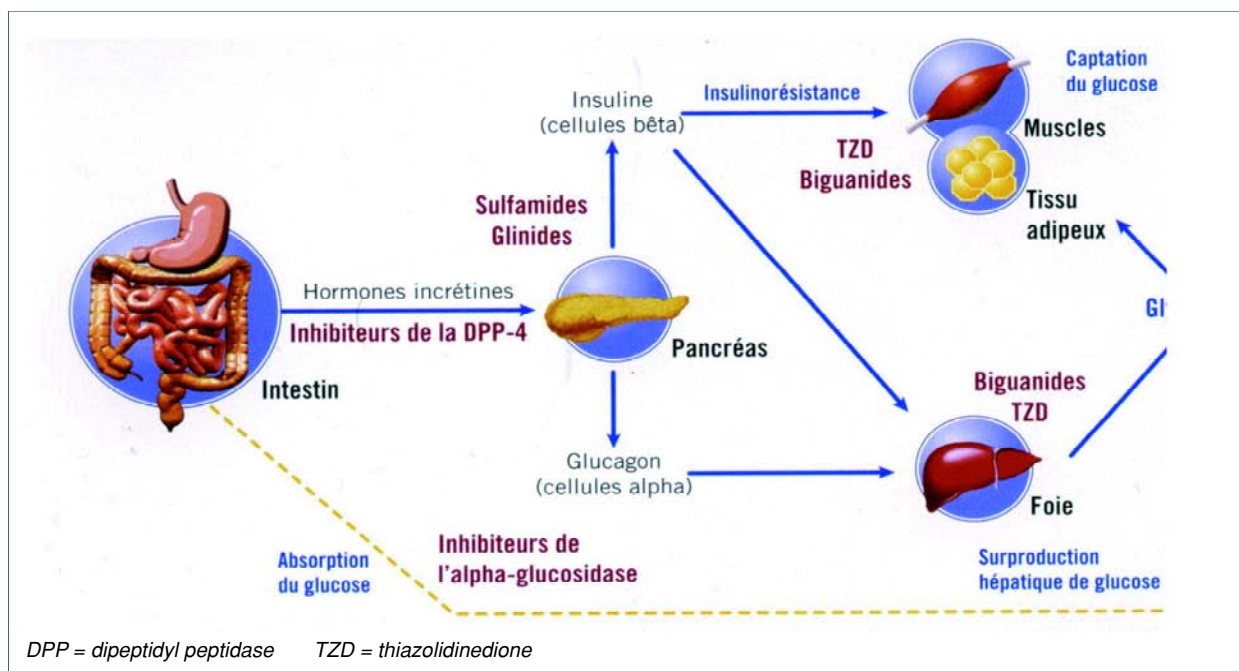 Captation
du glucose
Insuline
(cellules bêta)
Insulinorésistance
Muscles
TZD
Biguanides
Sulfamides
Glinides
Tissu
adipeux
Hormones incrétines
Inhibiteurs de la DPP-4
Gl
Pancréas
Intestin
Biguanides
TZD
Glucagon
(cellules alpha)
Foie
Inhibiteurs de
l'alpha-glucosidase
Absorption
du glucose
Surproduction
hépatique de glucose
DPP = dipeptidyl peptidase TZD = thiazolidinedione